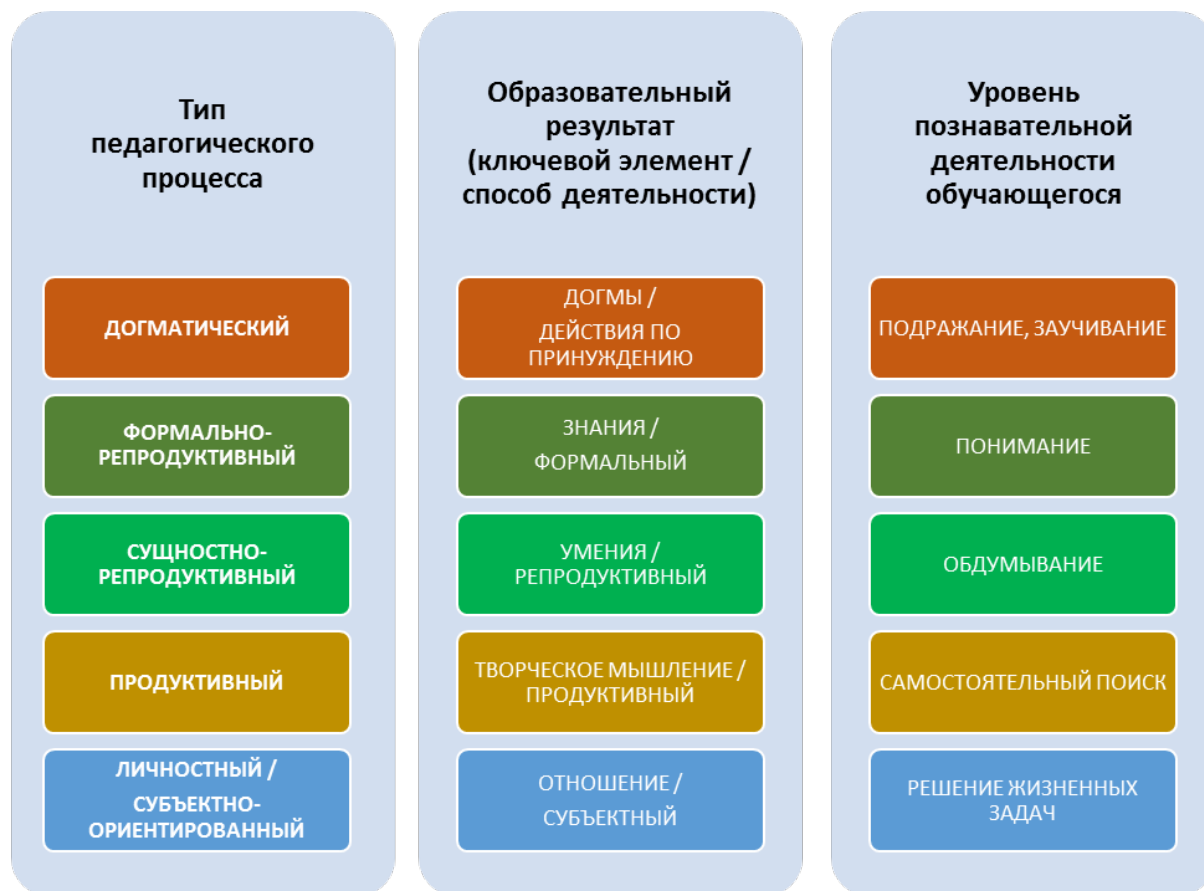 Тип
педагогического
процесса
ДОГМАТИЧЕСКИЙ
ФОРМАЛЬНО-
РЕПРОДУКТИВНЫЙ
СУЩНОСТНО-
РЕПРОДУКТИВНЫЙ
ПРОДУКТИВНЫЙ
ЛИЧНОСТНЫЙ /
СУБЪЕКТНО-
ОРИЕНТИРОВАННЫЙ
Образовательный
результат
(ключевой элемент /
способ деятельности)
ДОГМЫ /
ДЕЙСТВИЯ ПО
ПРИНУЖДЕНИЮ
ЗНАНИЯ /
ФОРМАЛЬНЫЙ
УМЕНИЯ /
РЕПРОДУКТИВНЫЙ
ТВОРЧЕСКОЕ МЫШЛЕНИЕ /
ПРОДУКТИВНЫЙ
ОТНОШЕНИЕ /
СУБЪЕКТНЫЙ
Уровень
познавательной
деятельности
обучающегося
ПОДРАЖАНИЕ, ЗАУЧИВАНИЕ
ПОНИМАНИЕ
ОБДУМЫВАНИЕ
САМОСТОЯТЕЛЬНЫЙ ПОИСК
РЕШЕНИЕ ЖИЗНЕННЫХ
ЗАДАЧ